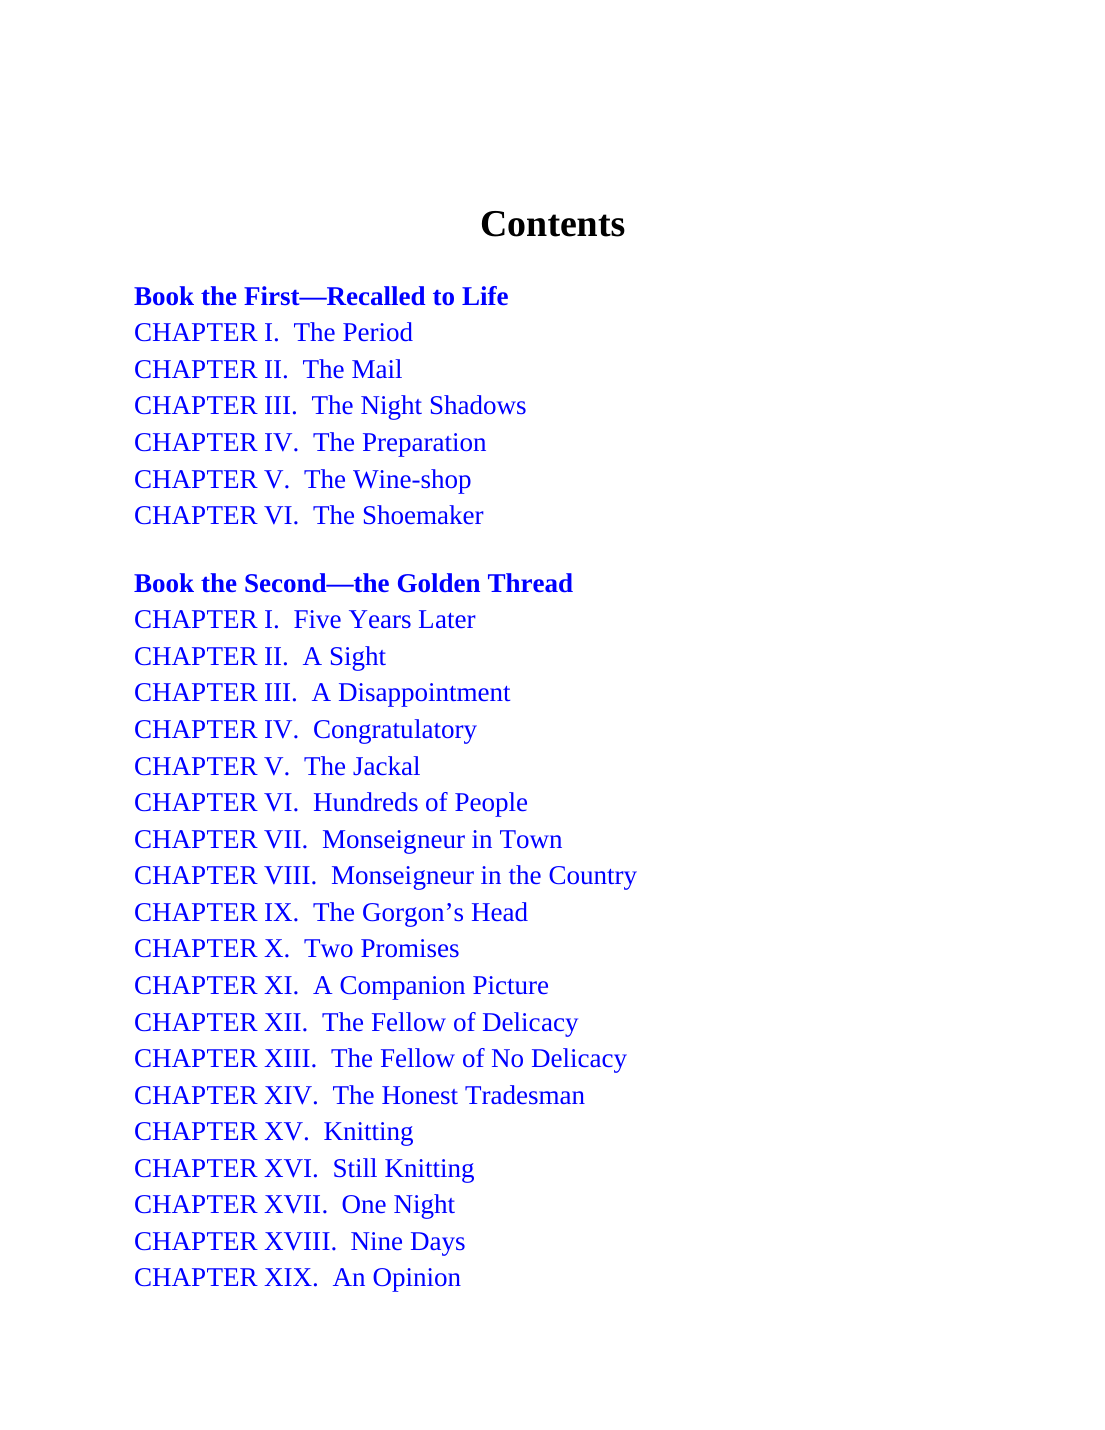 Contents
Book the First—Recalled to Life
CHAPTER I.  The Period
CHAPTER II.  The Mail
CHAPTER III.  The Night Shadows
CHAPTER IV.  The Preparation
CHAPTER V.  The Wine-shop
CHAPTER VI.  The Shoemaker
Book the Second—the Golden Thread
CHAPTER I.  Five Years Later
CHAPTER II.  A Sight
CHAPTER III.  A Disappointment
CHAPTER IV.  Congratulatory
CHAPTER V.  The Jackal
CHAPTER VI.  Hundreds of People
CHAPTER VII.  Monseigneur in Town
CHAPTER VIII.  Monseigneur in the Country
CHAPTER IX.  The Gorgon’s Head
CHAPTER X.  Two Promises
CHAPTER XI.  A Companion Picture
CHAPTER XII.  The Fellow of Delicacy
CHAPTER XIII.  The Fellow of No Delicacy
CHAPTER XIV.  The Honest Tradesman
CHAPTER XV.  Knitting
CHAPTER XVI.  Still Knitting
CHAPTER XVII.  One Night
CHAPTER XVIII.  Nine Days
CHAPTER XIX.  An Opinion